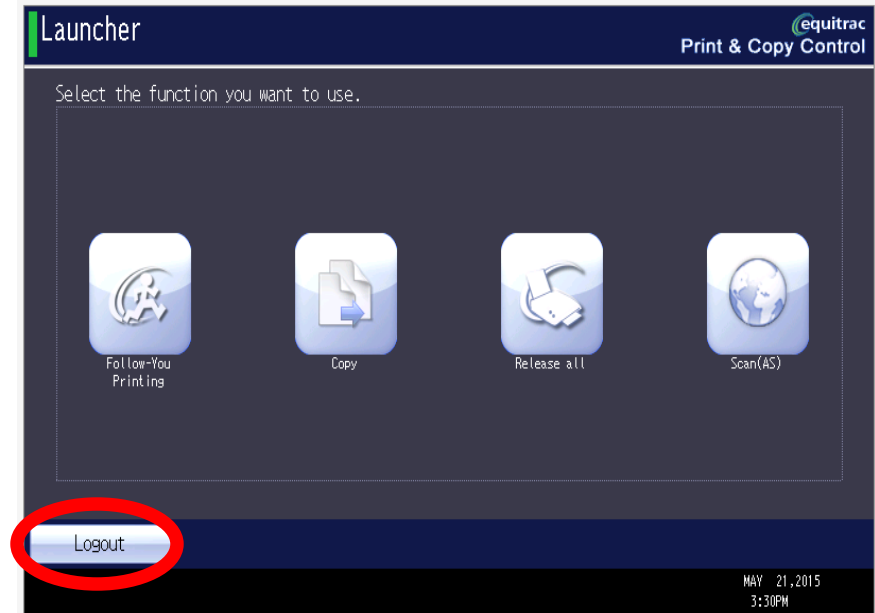 Launcher
equitrac
Print & Copy Control
Select the function you want to use.
Follow-You
Printing
Copy
Release all
Scan(AS)
Logout
MAY 21,2015
3:30PM